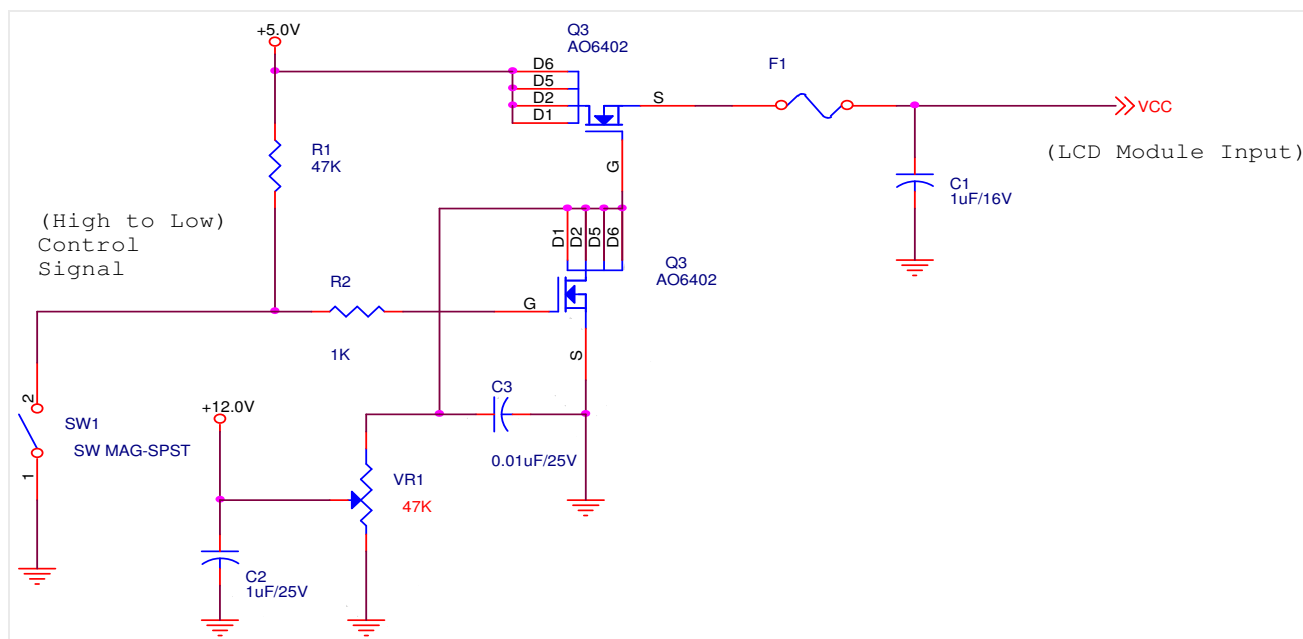 +5.0V
Q3
AO6402
D6
D5
D2
D1
S
G
F1
VCC
(LCD Module Input)
R1
47K
C1
1uF/16V
(High to Low)
Control
Signal
D1
D2
D5
D6
Q3
AO6402
R2
1K
G
S
2
SW1
SW MAG-SPST
1
+12.0V
C3
0.01uF/25V
VR1
47K
C2
1uF/25V